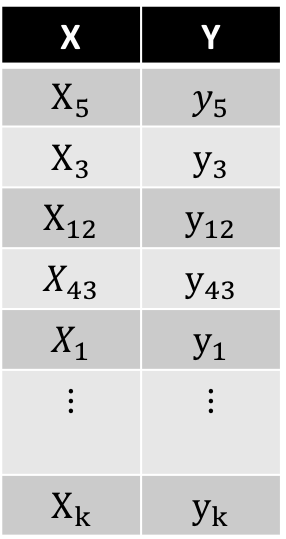 X Y
X₅ y₅
X₃ y₃
X₁₂ y₁₂
X₄₃ y₄₃
X₁ y₁
⋮ ⋮
Xₖ yₖ